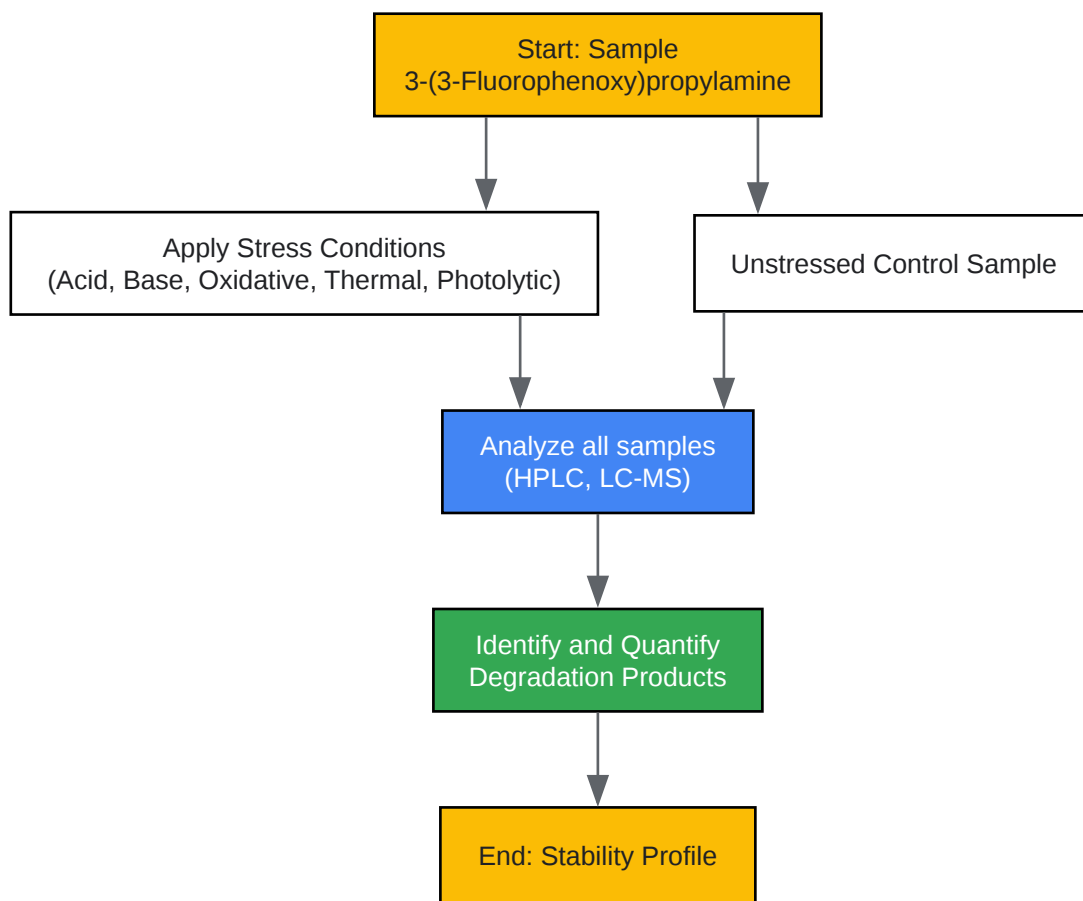 Start: Sample
3-(3-Fluorophenoxy)propylamine
Apply Stress Conditions
(Acid, Base, Oxidative, Thermal, Photolytic)
Unstressed Control Sample
Analyze all samples
(HPLC, LC-MS)
Identify and Quantify
Degradation Products
End: Stability Profile